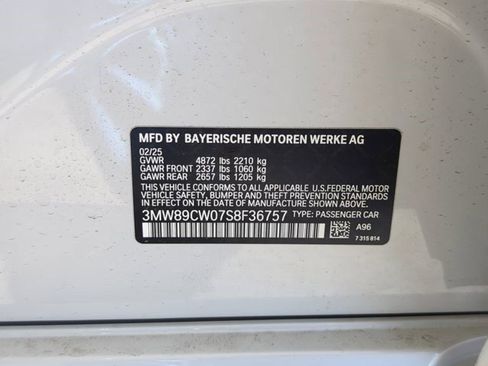 MFD BY BAYERISCHE MOTOREN WERKE AG
02/25
GVWR 4872 lbs 2210 kg
GAWR FRONT 2337 lbs 1060 kg
GAWR REAR 2657 lbs 1205 kg
THIS VEHICLE CONFORMS TO ALL APPLICABLE U.S.FEDERAL MOTOR
VEHICLE SAFETY, BUMPER AND THEFT PREVENTION STANDARDS
IN EFFECT ON THE DATE OF MANUFACTURE SHOWN ABOVE.
3MW89CW07S8F36757 TYPE: PASSENGER CAR
A96
7 315 814